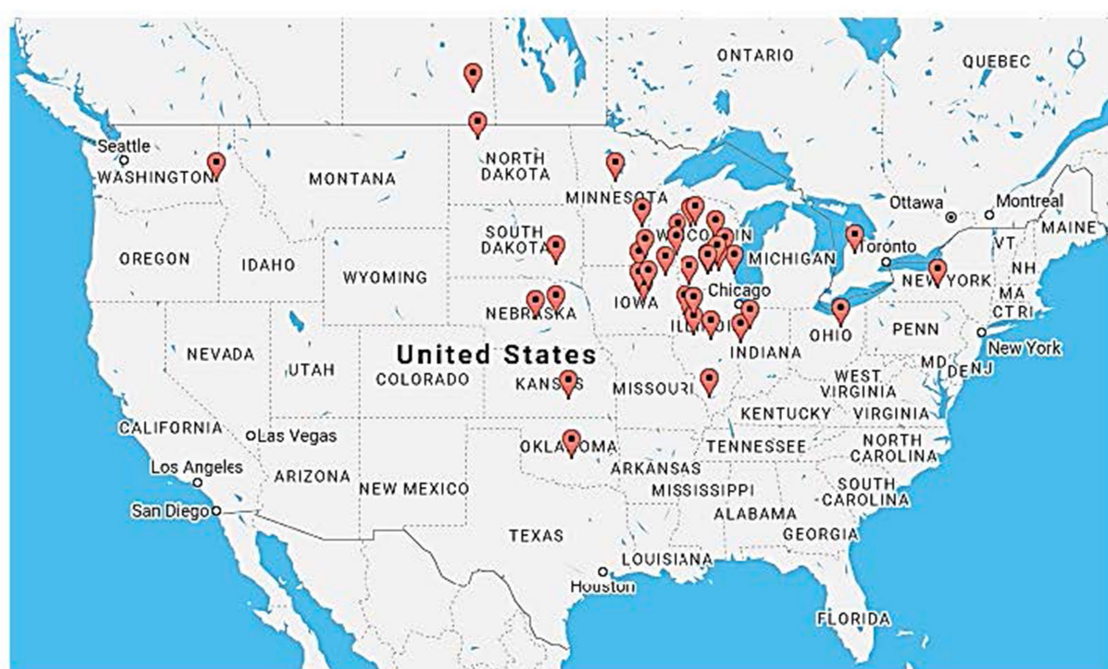 ONTARIO
QUEBEC
Seattle
WASHINGTON
MONTANA
NORTH
DAKOTA
MINNESOTA
Ottawa
Montreal
MAINE
OREGON
IDAHO
WYOMING
SOUTH
DAKOTA
MICHIGAN
Toronto
VT
NH
NEW YORK
MA
CT
RI
IOWA
Chicago
NEBRASKA
OHIO
PENN
New York
NEVADA
UTAH
United States
COLORADO
KANSAS
MISSOURI
INDIANA
WEST
VIRGINIA
MD
DE
NJ
KENTUCKY
VIRGINIA
CALIFORNIA
Las Vegas
OKLAHOMA
TENNESSEE
NORTH
CAROLINA
Los Angeles
ARIZONA
NEW MEXICO
ARKANSAS
MISSISSIPPI
SOUTH
CAROLINA
San Diego
ALABAMA
TEXAS
GEORGIA
LOUISIANA
Houston
FLORIDA